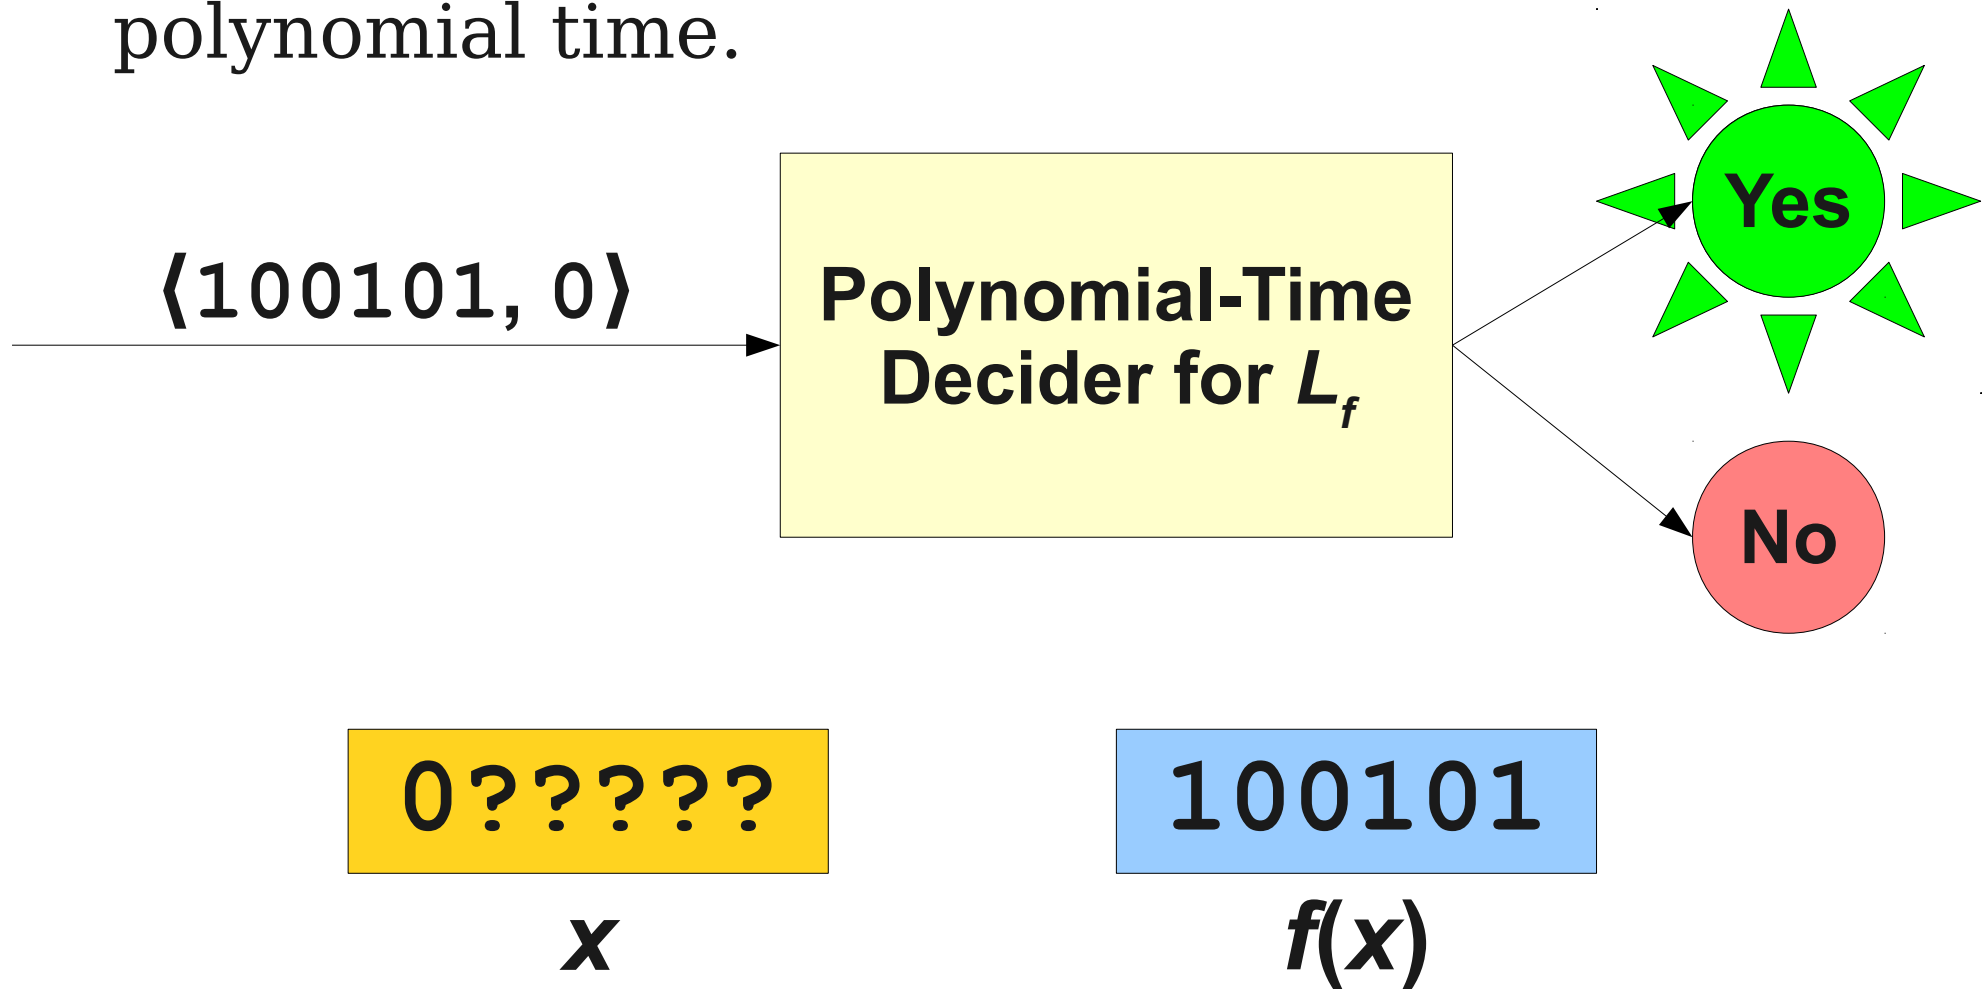 polynomial time.
⟨100101, 0⟩
Polynomial-Time
Decider for L_f
Yes
No
0?????
100101
x
f(x)